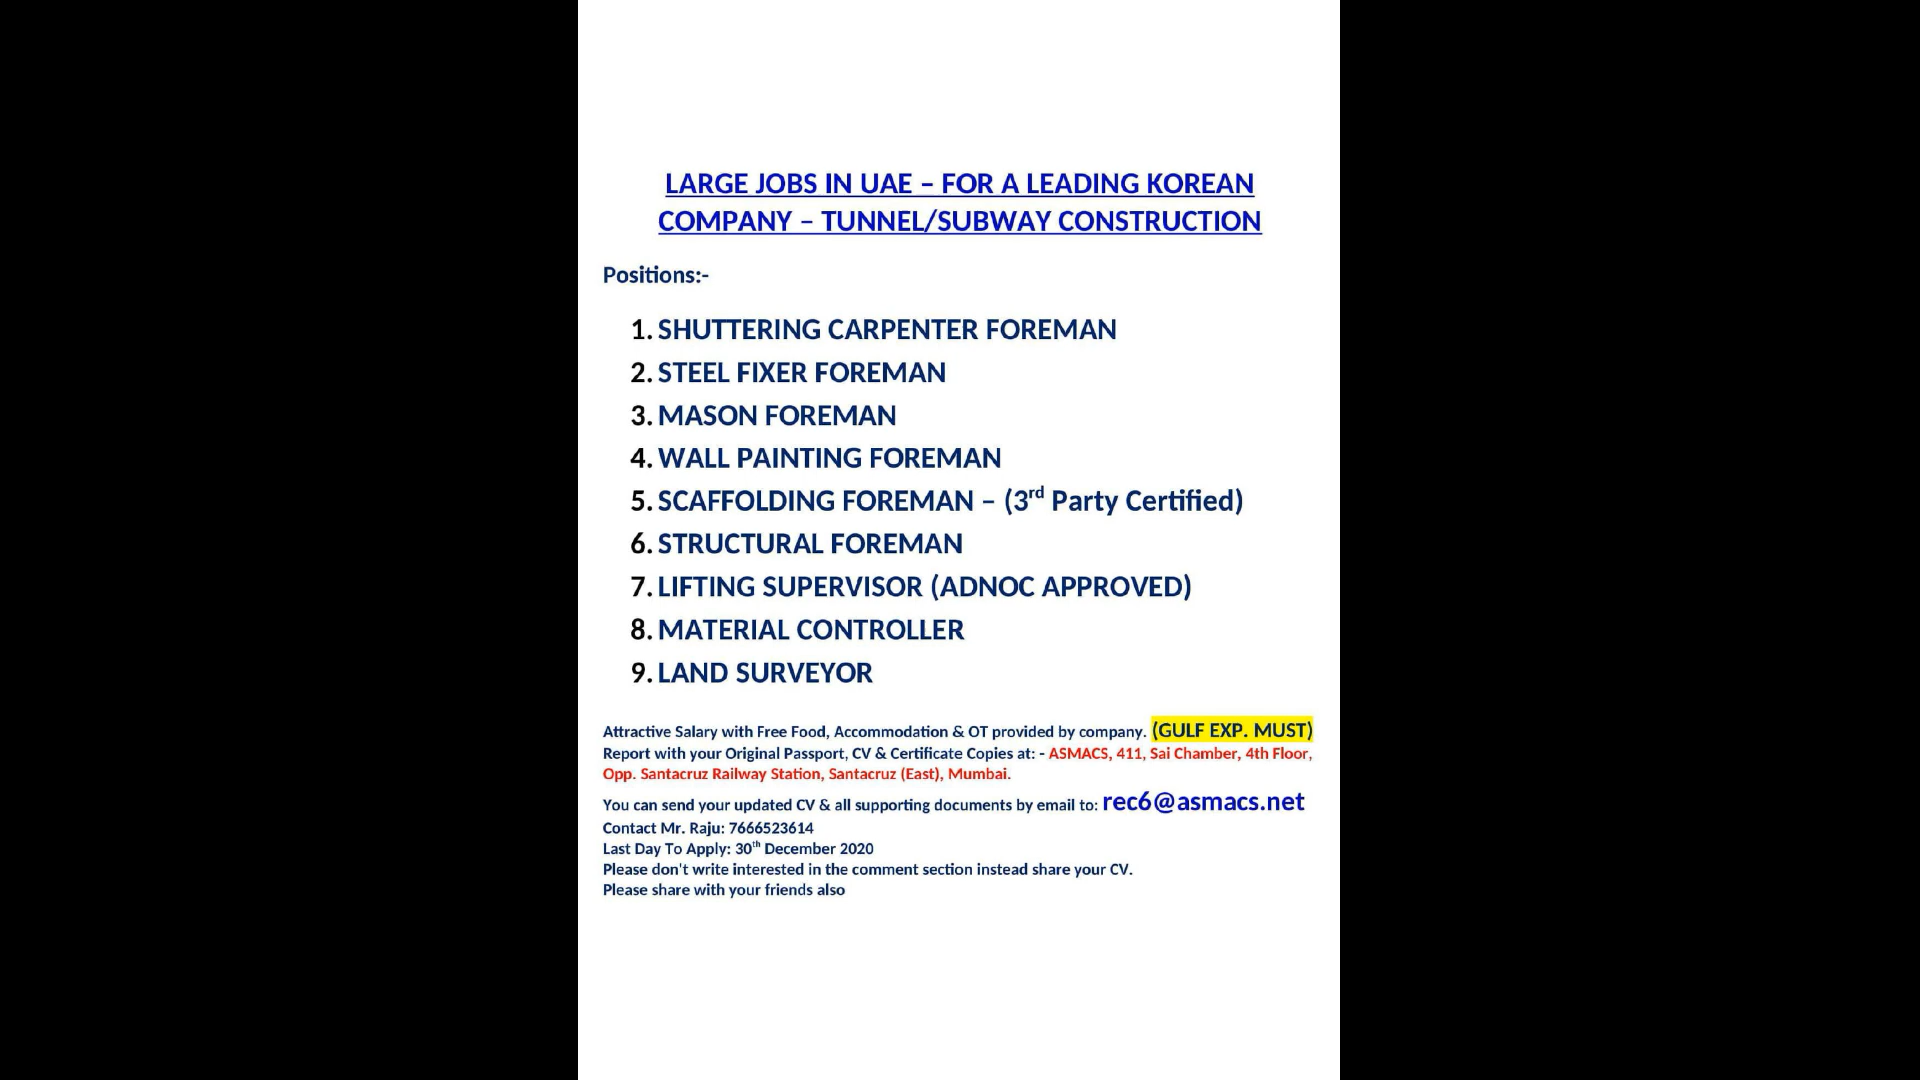 LARGE JOBS IN UAE – FOR A LEADING KOREAN
COMPANY – TUNNEL/SUBWAY CONSTRUCTION
Positions:-
1. SHUTTERING CARPENTER FOREMAN
2. STEEL FIXER FOREMAN
3. MASON FOREMAN
4. WALL PAINTING FOREMAN
5. SCAFFOLDING FOREMAN – (3rd Party Certified)
6. STRUCTURAL FOREMAN
7. LIFTING SUPERVISOR (ADNOC APPROVED)
8. MATERIAL CONTROLLER
9. LAND SURVEYOR
Attractive Salary with Free Food, Accommodation & OT provided by company. (GULF EXP. MUST)
Report with your Original Passport, CV & Certificate Copies at: - ASMACS, 411, Sai Chamber, 4th Floor,
Opp. Santacruz Railway Station, Santacruz (East), Mumbai.
You can send your updated CV & all supporting documents by email to: rec6@asmacs.net
Contact Mr. Raju: 7666523614
Last Day To Apply: 30th December 2020
Please don't write interested in the comment section instead share your CV.
Please share with your friends also